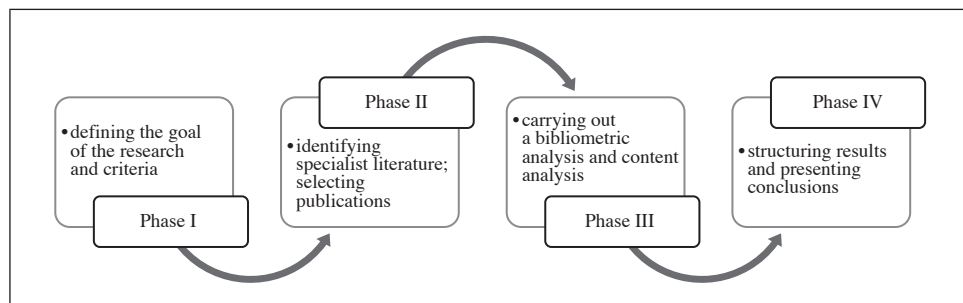 •defining the goal
of the research
and criteria
Phase I
Phase II
•identifying
specialist literature;
selecting
publications
•carrying out
a bibliometric
analysis and content
analysis
Phase III
Phase IV
•structuring results
and presenting
conclusions